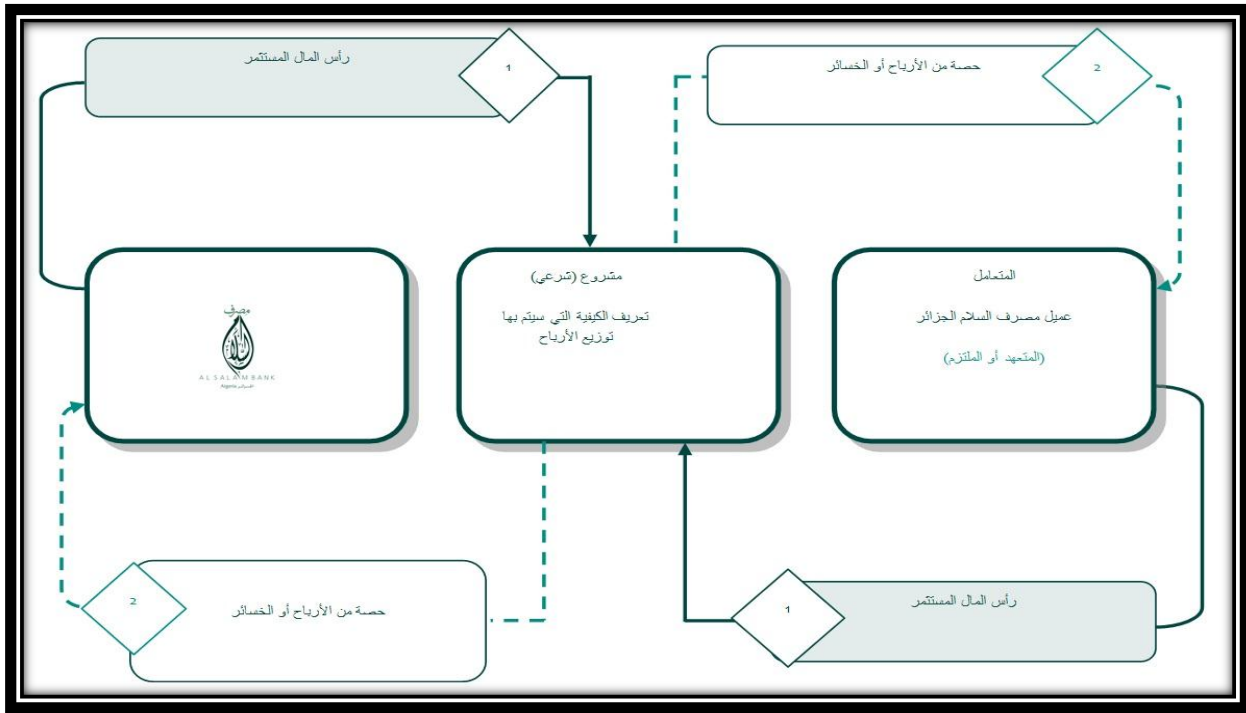 رأس المال المستثمر
1
حصة من الأرباح أو الخسائر
2
المتعامل
عميل مصرف السلام الجزائر
(المتعهد أو الملتزم)
مشروع (شرعي)
تعريف الكيفية التي سيتم بها
توزيع الأرباح
مصرف
السلام
AL SALAM BANK
Algeria الجزائر
2
حصة من الأرباح أو الخسائر
1
رأس المال المستثمر